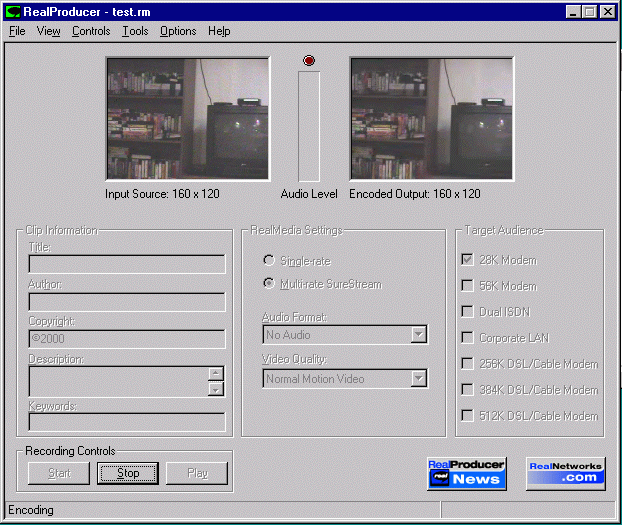 RealProducer - test.rm
File View Controls Tools Options Help
Input Source: 160 x 120 Audio Level Encoded Output: 160 x 120
Clip Information
Title:
Author:
Copyright:
©2000
Description:
Keywords:
RealMedia Settings
Single-rate
Multi-rate SureStream
Audio Format:
No Audio
Video Quality:
Normal Motion Video
Target Audience
28K Modem
56K Modem
Dual ISDN
Corporate LAN
256K DSL/Cable Modem
384K DSL/Cable Modem
512K DSL/Cable Modem
Recording Controls
Start Stop Play
RealProducer
real News
RealNetworks
.com
Encoding